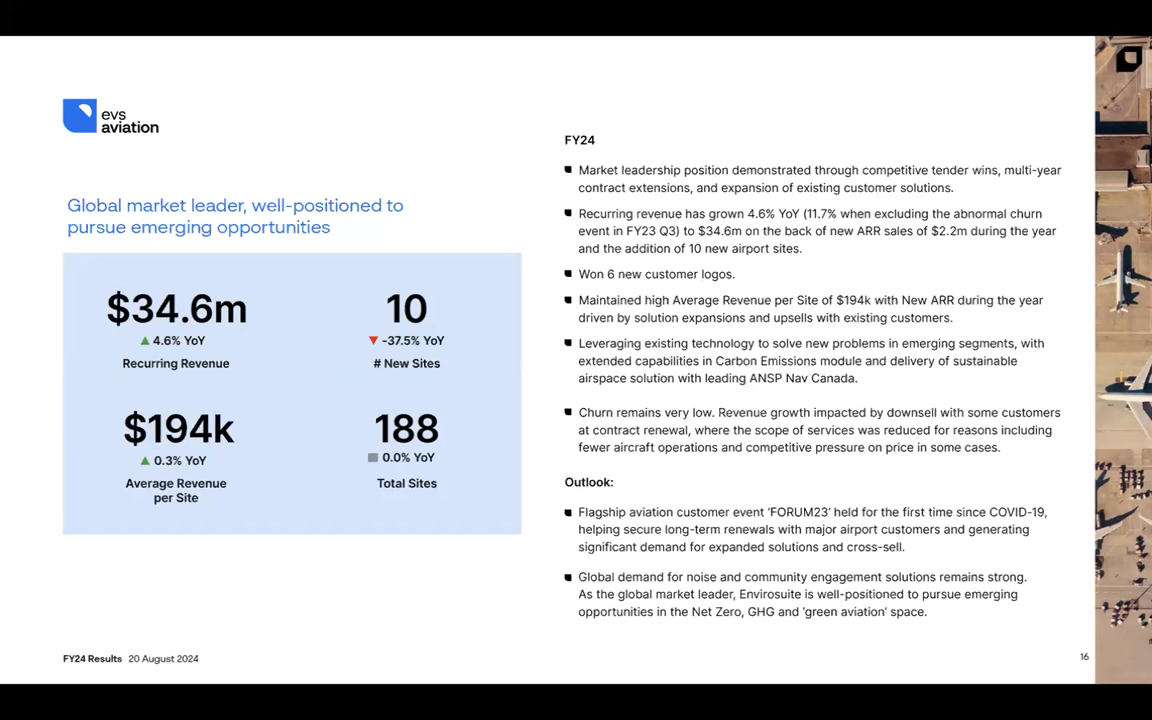 evs
aviation
Global market leader, well-positioned to
pursue emerging opportunities
$34.6m
4.6% YoY
Recurring Revenue
10
-37.5% YoY
# New Sites
$194k
0.3% YoY
Average Revenue
per Site
188
0.0% YoY
Total Sites
FY24
Market leadership position demonstrated through competitive tender wins, multi-year
contract extensions, and expansion of existing customer solutions.
Recurring revenue has grown 4.6% YoY (11.7% when excluding the abnormal churn
event in FY23 Q3) to $34.6m on the back of new ARR sales of $2.2m during the year
and the addition of 10 new airport sites.
Won 6 new customer logos.
Maintained high Average Revenue per Site of $194k with New ARR during the year
driven by solution expansions and upsells with existing customers.
Leveraging existing technology to solve new problems in emerging segments, with
extended capabilities in Carbon Emissions module and delivery of sustainable
airspace solution with leading ANSP Nav Canada.
Churn remains very low. Revenue growth impacted by downsell with some customers
at contract renewal, where the scope of services was reduced for reasons including
fewer aircraft operations and competitive pressure on price in some cases.
Outlook:
Flagship aviation customer event ‘FORUM23’ held for the first time since COVID-19,
helping secure long-term renewals with major airport customers and generating
significant demand for expanded solutions and cross-sell.
Global demand for noise and community engagement solutions remains strong.
As the global market leader, Envirosuite is well-positioned to pursue emerging
opportunities in the Net Zero, GHG and ‘green aviation’ space.
FY24 Results 20 August 2024
16